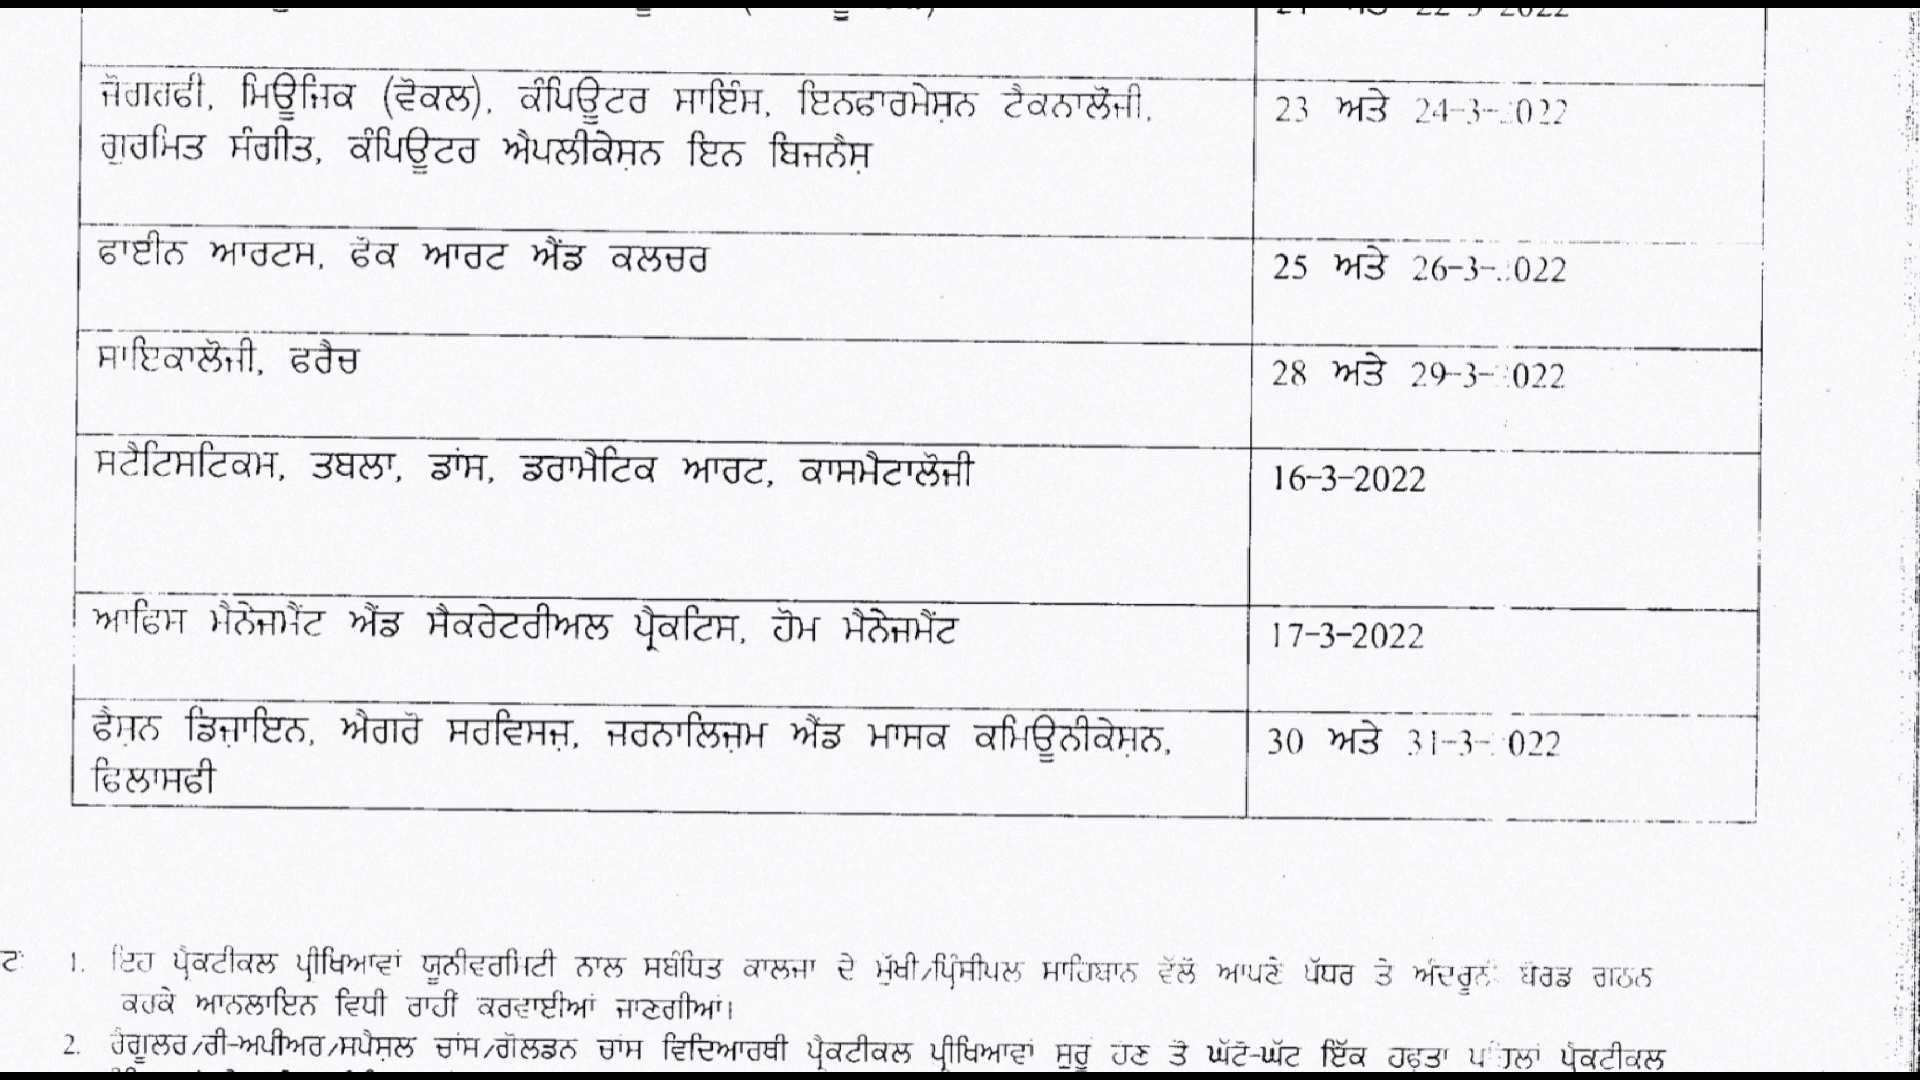 ਜੋਗਰਫੀ, ਮਿਊਜਿਕ (ਵੋਕਲ), ਕੰਪਿਊਟਰ ਸਾਇੰਸ, ਇਨਫਾਰਮੇਸ਼ਨ ਟੈਕਨਾਲੋਜੀ,
23 ਅਤੇ 24-3-2022
ਗੁਰਮਿਤ ਸੰਗੀਤ, ਕੰਪਿਊਟਰ ਐਪਲੀਕੇਸ਼ਨ ਇਨ ਬਿਜਨੈਸ਼
ਫਾਈਨ ਆਰਟਸ, ਫੋਕ ਆਰਟ ਐਂਡ ਕਲਚਰ
25 ਅਤੇ 26-3-2022
ਸਾਇਕਾਲੋਜੀ, ਫਰੈਚ
28 ਅਤੇ 29-3-2022
ਸਟੈਟਿਸਟਿਕਸ, ਤਬਲਾ, ਡਾਂਸ, ਡਰਾਮੈਟਿਕ ਆਰਟ, ਕਾਸਮੈਟਾਲੋਜੀ
16-3-2022
ਆਫਿਸ ਮੈਨੇਜਮੈਂਟ ਐਂਡ ਸੈਕਰੇਟਰੀਅਲ ਪ੍ਰੈਕਟਿਸ, ਹੋਮ ਮੈਨੇਜਮੈਂਟ
17-3-2022
ਫੈਸ਼ਨ ਡਿਜ਼ਾਇਨ, ਐਗਰੋ ਸਰਵਿਸਜ਼, ਜਰਨਾਲਿਜ਼ਮ ਐਂਡ ਮਾਸਕ ਕਮਿਊਨੀਕੇਸ਼ਨ,
30 ਅਤੇ 31-3-2022
ਫਿਲਾਸਫੀ
1. ਇਹ ਪ੍ਰੈਕਟੀਕਲ ਪ੍ਰੀਖਿਆਵਾਂ ਯੂਨੀਵਰਸਿਟੀ ਨਾਲ ਸਬੰਧਿਤ ਕਾਲਜਾ ਦੇ ਮੁੱਖੀ/ਪ੍ਰਿੰਸੀਪਲ ਸਾਹਿਬਾਨ ਵੱਲੋਂ ਆਪਣੇ ਪੱਧਰ ਤੇ ਅੰਦਰੂਨੀ ਬੋਰਡ ਗਠਨ
ਕਰਕੇ ਆਨਲਾਇਨ ਵਿਧੀ ਰਾਹੀਂ ਕਰਵਾਈਆਂ ਜਾਣਗੀਆਂ।
2. ਰੈਗੂਲਰ/ਰੀ-ਅਪੀਅਰ/ਸਪੈਸ਼ਲ ਚਾਂਸ/ਗੋਲਡਨ ਚਾਂਸ ਵਿਦਿਆਰਥੀ ਪ੍ਰੈਕਟੀਕਲ ਪ੍ਰੀਖਿਆਵਾਂ ਸ਼ੁਰੂ ਹੋਣ ਤੋਂ ਘੱਟੋ-ਘੱਟ ਇੱਕ ਹਫਤਾ ਪਹਿਲਾਂ ਪ੍ਰੈਕਟੀਕਲ